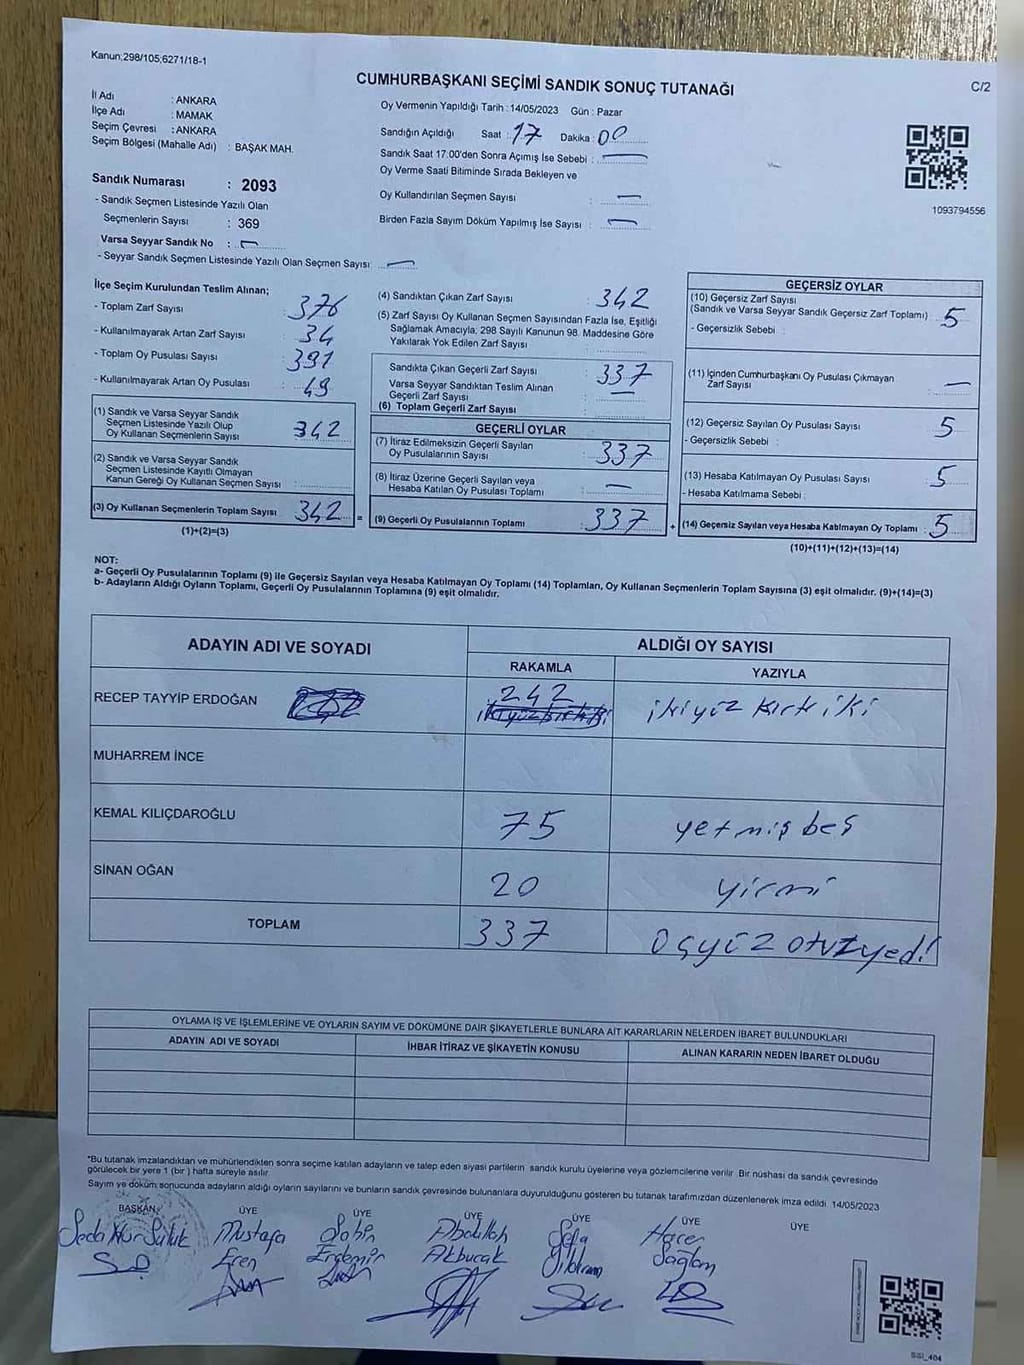 Kanun:298/105;6271/18-1
CUMHURBAŞKANI SEÇİMİ SANDIK SONUÇ TUTANAĞI
C/2
İl Adı : ANKARA
İlçe Adı : MAMAK
Seçim Çevresi : ANKARA
Seçim Bölgesi (Mahalle Adı) : BAŞAK MAH.
Sandık Numarası : 2093
- Sandık Seçmen Listesinde Yazılı Olan
Seçmenlerin Sayısı : 369
Varsa Seyyar Sandık No : —
- Seyyar Sandık Seçmen Listesinde Yazılı Olan Seçmen Sayısı: —
Oy Vermenin Yapıldığı Tarih : 14/05/2023 Gün : Pazar
Sandığın Açıldığı Saat : 17 Dakika : 00
Sandık Saat 17:00'den Sonra Açımış İse Sebebi : —
Oy Verme Saati Bitiminde Sırada Bekleyen ve
Oy Kullandırılan Seçmen Sayısı : —
Birden Fazla Sayım Döküm Yapılmış İse Sayısı : —
1093794556
İlçe Seçim Kurulundan Teslim Alınan;
- Toplam Zarf Sayısı : 376
- Kullanılmayarak Artan Zarf Sayısı : 34
- Toplam Oy Pusulası Sayısı : 391
- Kullanılmayarak Artan Oy Pusulası : 49
(1) Sandık ve Varsa Seyyar Sandık
Seçmen Listesinde Yazılı Olup
Oy Kullanan Seçmenlerin Sayısı : 342
(2) Sandık ve Varsa Seyyar Sandık
Seçmen Listesinde Kayıtlı Olmayan
Kanun Gereği Oy Kullanan Seçmen Sayısı :
(3) Oy Kullanan Seçmenlerin Toplam Sayısı : 342 =
(1)+(2)=(3)
(4) Sandıktan Çıkan Zarf Sayısı : 342
(5) Zarf Sayısı Oy Kullanan Seçmen Sayısından Fazla İse, Eşitliği
Sağlamak Amacıyla; 298 Sayılı Kanunun 98. Maddesine Göre
Yakılarak Yok Edilen Zarf Sayısı :
Sandıkta Çıkan Geçerli Zarf Sayısı : 337
Varsa Seyyar Sandıktan Teslim Alınan
Geçerli Zarf Sayısı : —
(6) Toplam Geçerli Zarf Sayısı :
GEÇERLİ OYLAR
(7) İtiraz Edilmeksizin Geçerli Sayılan
Oy Pusulalarının Sayısı : 337
(8) İtiraz Üzerine Geçerli Sayılan veya
Hesaba Katılan Oy Pusulası Toplamı : —
(9) Geçerli Oy Pusulalarının Toplamı : 337 +
GEÇERSİZ OYLAR
(10) Geçersiz Zarf Sayısı
(Sandık ve Varsa Seyyar Sandık Geçersiz Zarf Toplamı) : 5
- Geçersizlik Sebebi :
(11) İçinden Cumhurbaşkanı Oy Pusulası Çıkmayan
Zarf Sayısı : —
(12) Geçersiz Sayılan Oy Pusulası Sayısı : 5
- Geçersizlik Sebebi :
(13) Hesaba Katılmayan Oy Pusulası Sayısı : 5
- Hesaba Katılmama Sebebi :
(14) Geçersiz Sayılan veya Hesaba Katılmayan Oy Toplamı : 5
(10)+(11)+(12)+(13)=(14)
NOT:
a- Geçerli Oy Pusulalarının Toplamı (9) ile Geçersiz Sayılan veya Hesaba Katılmayan Oy Toplamı (14) Toplamları, Oy Kullanan Seçmenlerin Toplam Sayısına (3) eşit olmalıdır. (9)+(14)=(3)
b- Adayların Aldığı Oyların Toplamı, Geçerli Oy Pusulalarının Toplamına (9) eşit olmalıdır.
ADAYIN ADI VE SOYADI
ALDIĞI OY SAYISI
RAKAMLA YAZIYLA
RECEP TAYYİP ERDOĞAN 242 ikiyüz kırk iki
MUHARREM İNCE
KEMAL KILIÇDAROĞLU 75 yetmiş beş
SİNAN OĞAN 20 yirmi
TOPLAM 337 üçyüz otuzyedi
OYLAMA İŞ VE İŞLEMLERİNE VE OYLARIN SAYIM VE DÖKÜMÜNE DAİR ŞİKAYETLERLE BUNLARA AİT KARARLARIN NELERDEN İBARET BULUNDUKLARI
ADAYIN ADI VE SOYADI İHBAR İTİRAZ VE ŞİKAYETİN KONUSU ALINAN KARARIN NEDEN İBARET OLDUĞU
*Bu tutanak imzalandıktan ve mühürlendikten sonra seçime katılan adayların ve talep eden siyasi partilerin sandık kurulu üyelerine veya gözlemcilerine verilir. Bir nüshası da sandık çevresinde
görülecek bir yere 1 (bir ) hafta süreyle asılır.
Sayım ve döküm sonucunda adayların aldığı oyların sayılarını ve bunların sandık çevresinde bulunanlara duyurulduğunu gösteren bu tutanak tarafımızdan düzenlenerek imza edildi. 14/05/2023
BAŞKAN ÜYE ÜYE ÜYE ÜYE ÜYE ÜYE
Seda Nur Mustafa Şahin Abdullah Sefa Hacer
Eren Erdemir Akbucak Yıldırım Sağlam